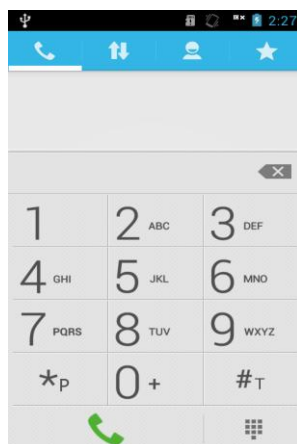 2:27
1
2 ABC
3 DEF
4 GHI
5 JKL
6 MNO
7 PQRS
8 TUV
9 WXYZ
*P
0 +
#T